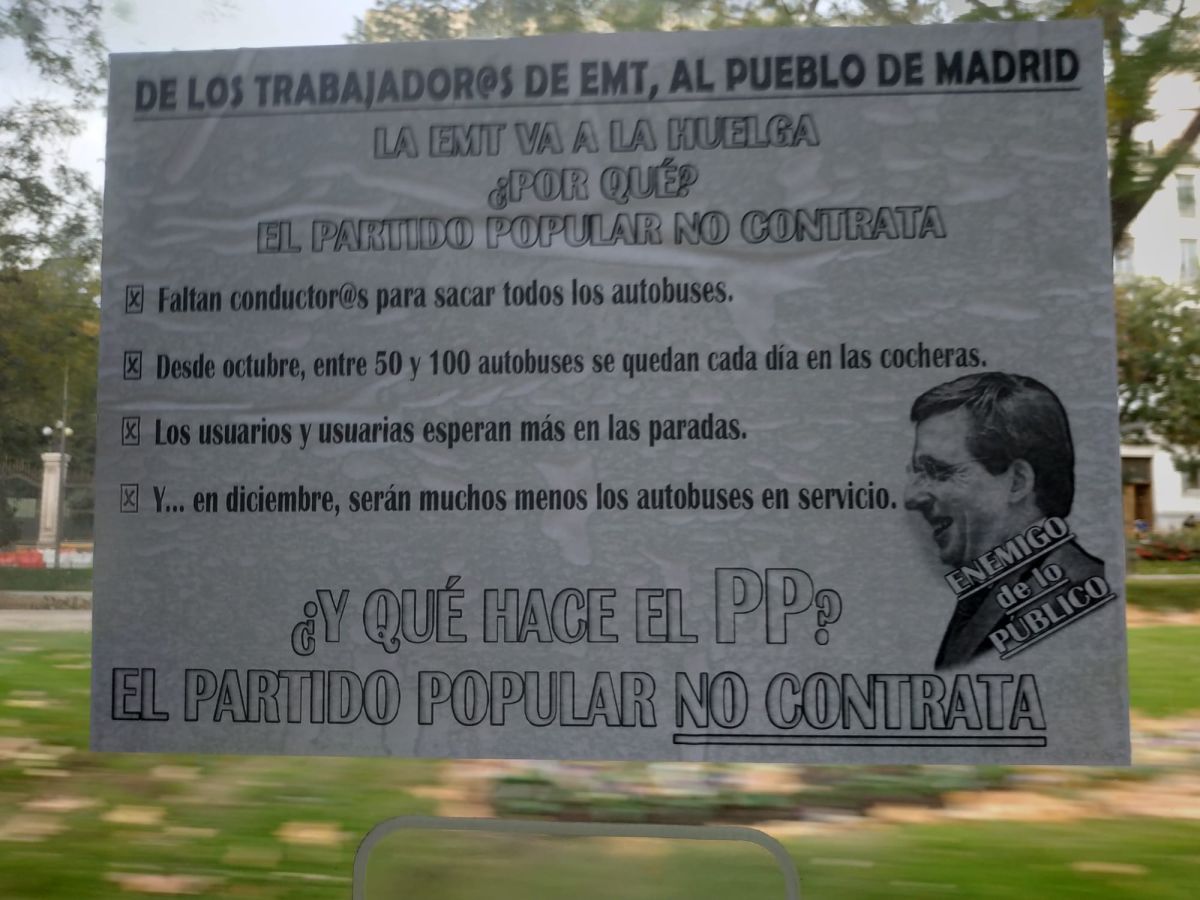 DE LOS TRABAJADOR@S DE EMT, AL PUEBLO DE MADRID
LA EMT VA A LA HUELGA
¿POR QUÉ?
EL PARTIDO POPULAR NO CONTRATA
☒ Faltan conductor@s para sacar todos los autobuses.
☒ Desde octubre, entre 50 y 100 autobuses se quedan cada día en las cocheras.
☒ Los usuarios y usuarias esperan más en las paradas.
☒ Y... en diciembre, serán muchos menos los autobuses en servicio.
ENEMIGO
de lo
PÚBLICO
¿Y QUÉ HACE EL PP?
EL PARTIDO POPULAR NO CONTRATA